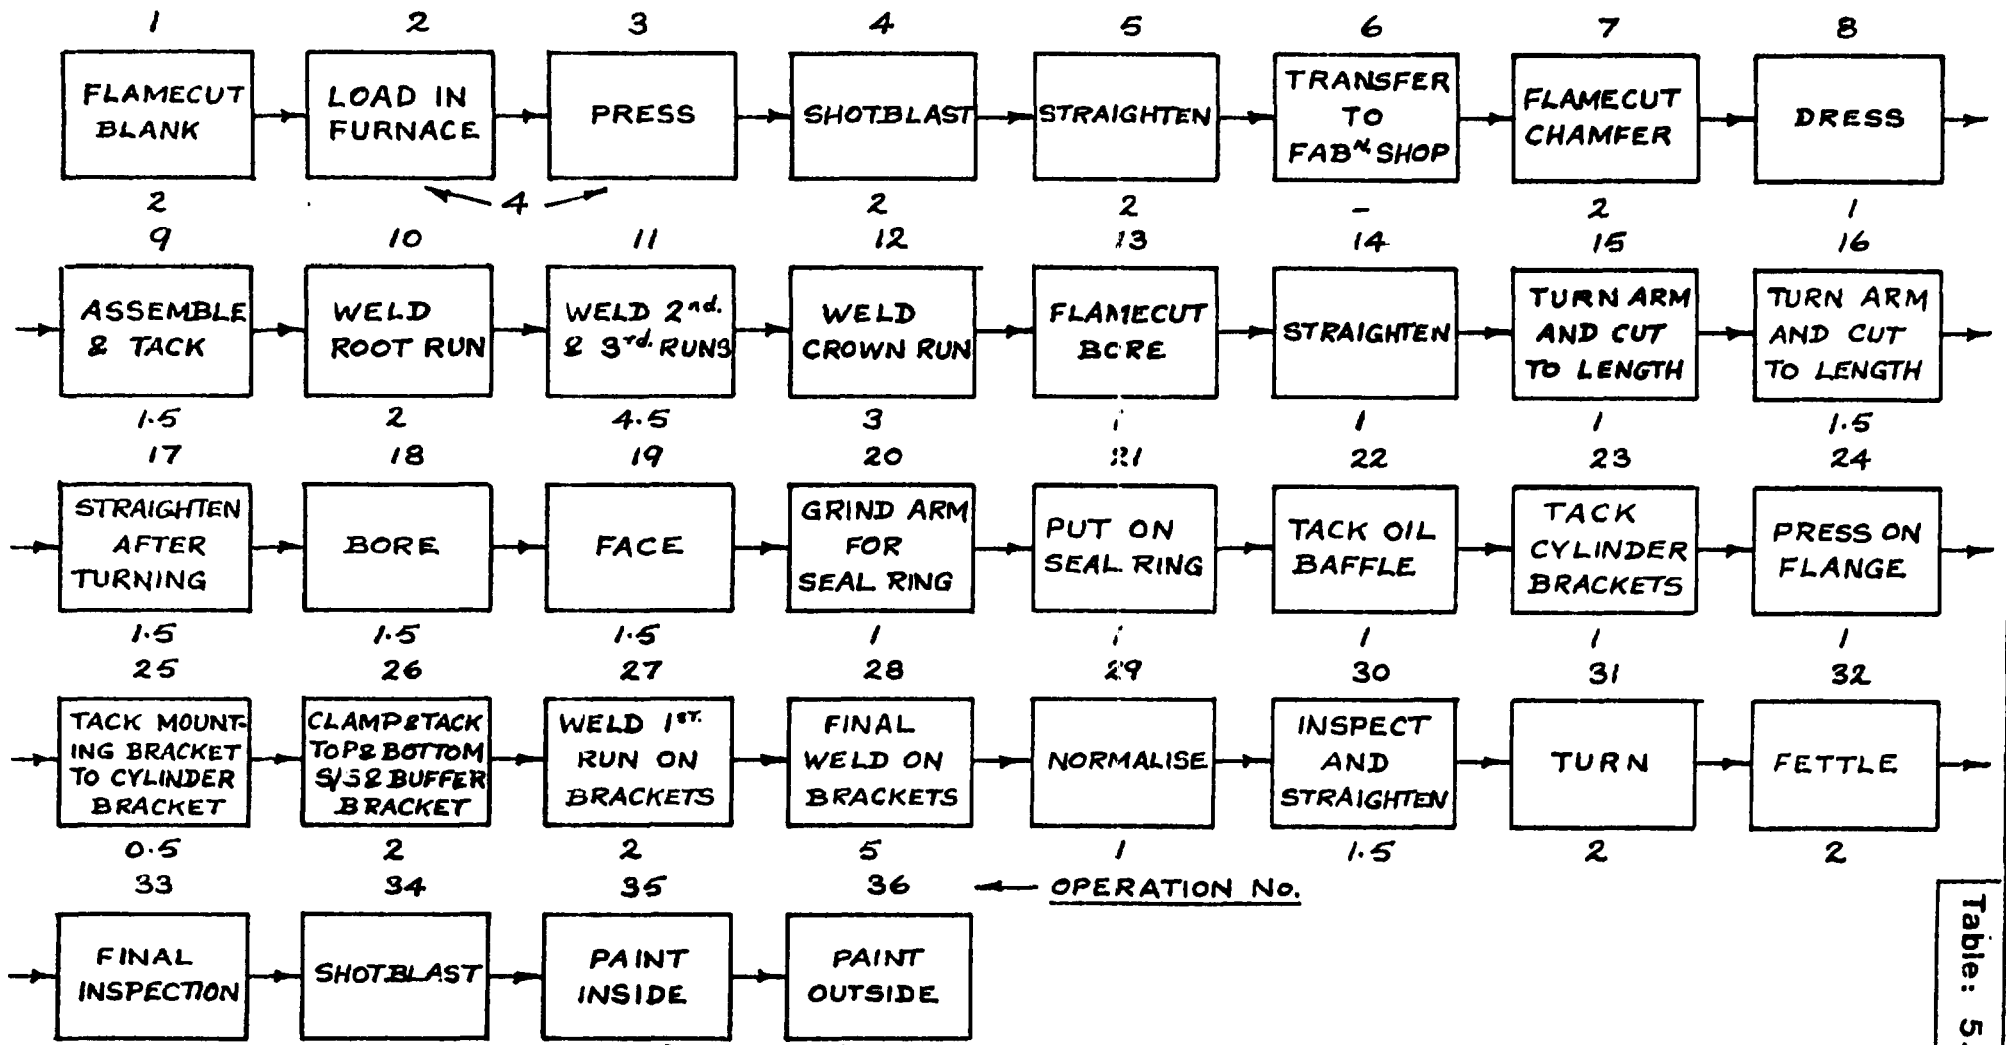 1 2 3 4 5 6 7 8
FLAMECUT
BLANK
LOAD IN
FURNACE
PRESS
SHOTBLAST
STRAIGHTEN
TRANSFER
TO
FABN. SHOP
FLAMECUT
CHAMFER
DRESS
2 4 2 2 - 2 1
9 10 11 12 13 14 15 16
ASSEMBLE
& TACK
WELD
ROOT RUN
WELD 2nd.
& 3rd. RUNS
WELD
CROWN RUN
FLAMECUT
BORE
STRAIGHTEN
TURN ARM
AND CUT
TO LENGTH
TURN ARM
AND CUT
TO LENGTH
1.5 2 4.5 3 1 1 1 1.5
17 18 19 20 21 22 23 24
STRAIGHTEN
AFTER
TURNING
BORE
FACE
GRIND ARM
FOR
SEAL RING
PUT ON
SEAL RING
TACK OIL
BAFFLE
TACK
CYLINDER
BRACKETS
PRESS ON
FLANGE
1.5 1.5 1.5 1 1 1 1 1
25 26 27 28 29 30 31 32
TACK MOUNT-
ING BRACKET
TO CYLINDER
BRACKET
CLAMP & TACK
TOP & BOTTOM
S/S & BUFFER
BRACKET
WELD 1ST.
RUN ON
BRACKETS
FINAL
WELD ON
BRACKETS
NORMALISE
INSPECT
AND
STRAIGHTEN
TURN
FETTLE
0.5 2 2 5 1 1.5 2 2
33 34 35 36 OPERATION No.
FINAL
INSPECTION
SHOTBLAST
PAINT
INSIDE
PAINT
OUTSIDE
Table: 5.